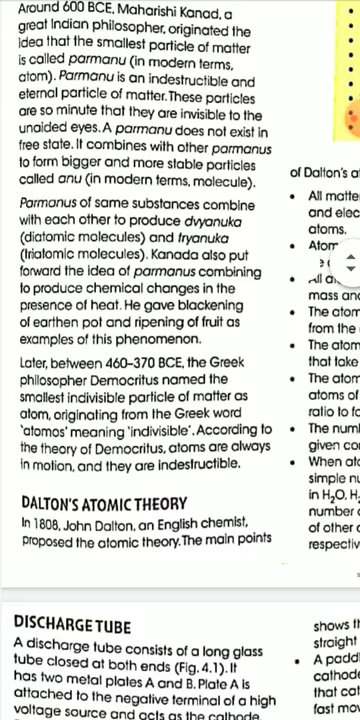 Around 600 BCE, Maharishi Kanad, a
great Indian philosopher, originated the
idea that the smallest particle of matter
is called parmanu (in modern terms,
atom). Parmanu is an indestructible and
eternal particle of matter. These particles
are so minute that they are invisible to the
unaided eyes. A parmanu does not exist in
free state. It combines with other parmanus
to form bigger and more stable particles
called anu (in modern terms, molecule).
Parmanus of same substances combine
with each other to produce dvyanuka
(diatomic molecules) and tryanuka
(triatomic molecules). Kanada also put
forward the idea of parmanus combining
to produce chemical changes in the
presence of heat. He gave blackening
of earthen pot and ripening of fruit as
examples of this phenomenon.
Later, between 460–370 BCE, the Greek
philosopher Democritus named the
smallest indivisible particle of matter as
atom, originating from the Greek word
'atomos' meaning 'indivisible'. According to
the theory of Democritus, atoms are always
in motion, and they are indestructible.
DALTON'S ATOMIC THEORY
In 1808, John Dalton, an English chemist,
proposed the atomic theory. The main points
of Dalton's
• All matte
and elec
atoms.
• Atom
• All
mass and
• The atom
from the
• The atom
that take
• The atom
atoms of
ratio to fo
• The numb
given co
• When ato
simple nu
in H₂O, H
number
of other
respectiv
DISCHARGE TUBE
A discharge tube consists of a long glass
tube closed at both ends (Fig. 4.1). It
has two metal plates A and B. Plate A is
attached to the negative terminal of a high
voltage source and acts as the cathode.
shows th
straight
• A paddl
cathode
that cat
fast mov